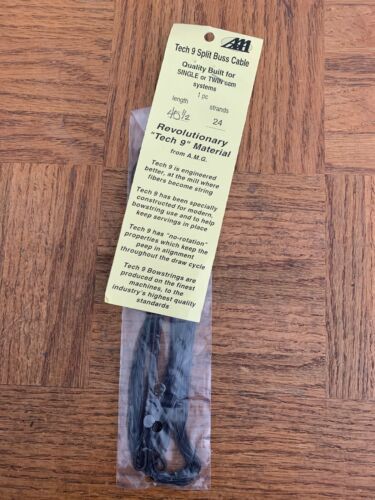 AM
Tech 9 Split Buss Cable
Quality Built for
SINGLE or TWIN cam
systems
1 pc
length strands
45 1/2 24
Revolutionary
"Tech 9" Material
from A.M.G.
Tech 9 is engineered
better, at the mill where
fibers become string
Tech 9 has been specially
constructed for modern,
bowstring use and to help
keep servings in place
Tech 9 has "no-rotation"
properties which keep the
peep in alignment
throughout the draw cycle
Tech 9 Bowstrings are
produced on the finest
machines, to the
industry's highest quality
standards